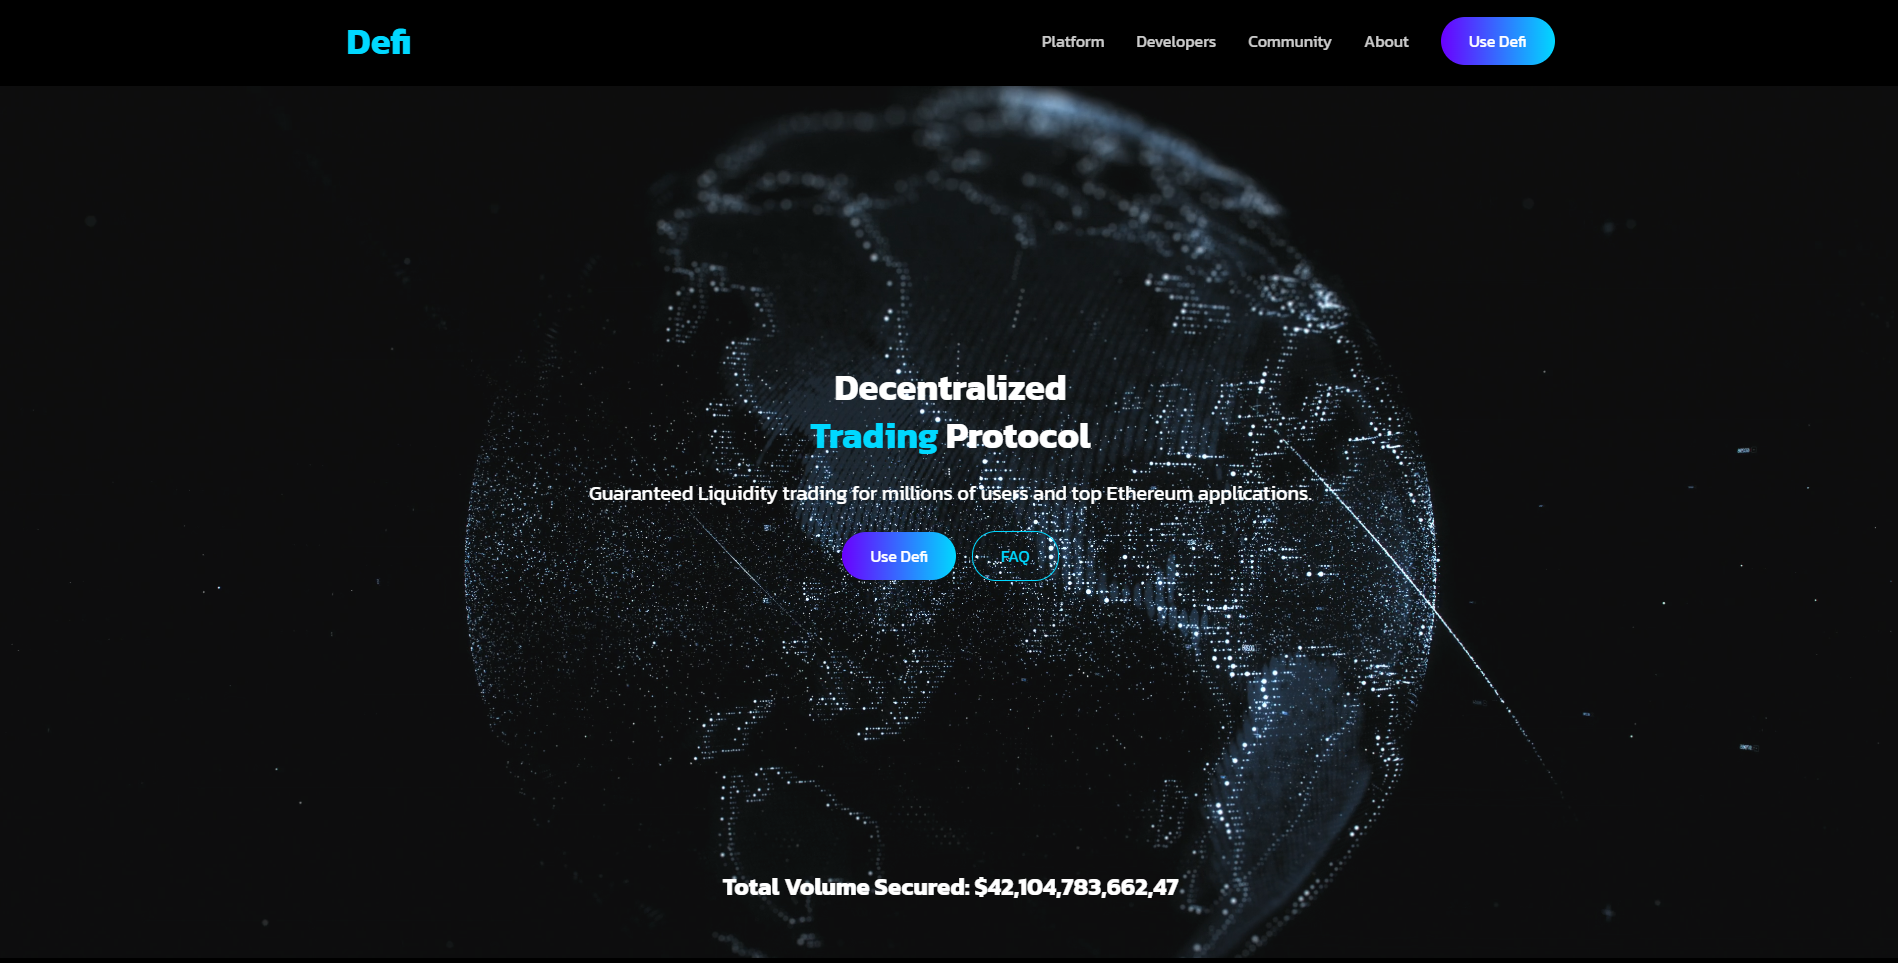 Defi
Platform Developers Community About Use Defi
Decentralized
Trading Protocol
Guaranteed Liquidity trading for millions of users and top Ethereum applications.
Use Defi FAQ
Total Volume Secured: $42,104,783,662,47